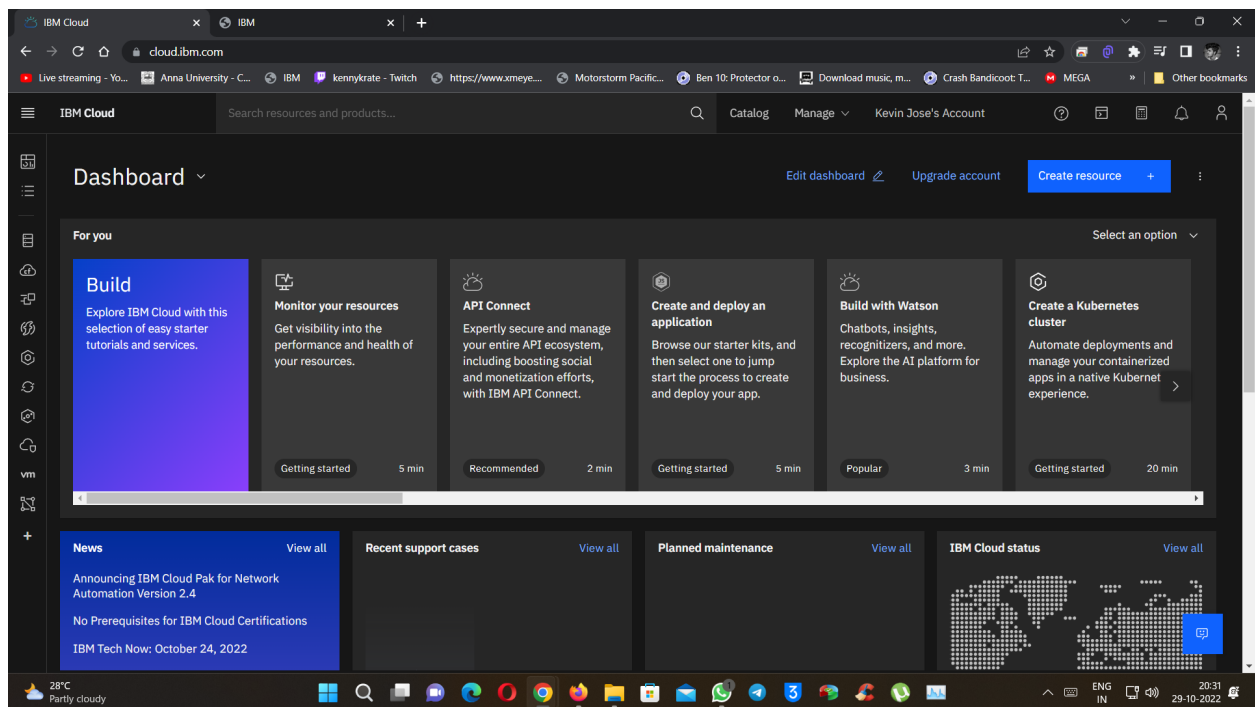 IBM Cloud
IBM
cloud.ibm.com
Live streaming - Yo...
Anna University - C...
IBM
kennykrate - Twitch
https://www.xmeye....
Motorstorm Pacific...
Ben 10: Protector o...
Download music, m...
Crash Bandicoot: T...
MEGA
»
Other bookmarks
IBM Cloud
Search resources and products...
Catalog
Manage
Kevin Jose's Account
Dashboard
Edit dashboard
Upgrade account
Create resource +
For you
Select an option
Build
Explore IBM Cloud with this
selection of easy starter
tutorials and services.
Monitor your resources
Get visibility into the
performance and health of
your resources.
Getting started
5 min
API Connect
Expertly secure and manage
your entire API ecosystem,
including boosting social
and monetization efforts,
with IBM API Connect.
Recommended
2 min
Create and deploy an
application
Browse our starter kits, and
then select one to jump
start the process to create
and deploy your app.
Getting started
5 min
Build with Watson
Chatbots, insights,
recognizers, and more.
Explore the AI platform for
business.
Popular
3 min
Create a Kubernetes
cluster
Automate deployments and
manage your containerized
apps in a native Kubernet
experience.
Getting started
20 min
vm
News
View all
Announcing IBM Cloud Pak for Network
Automation Version 2.4
No Prerequisites for IBM Cloud Certifications
IBM Tech Now: October 24, 2022
Recent support cases
View all
Planned maintenance
View all
IBM Cloud status
View all
28°C
Partly cloudy
ENG
IN
20:31
29-10-2022